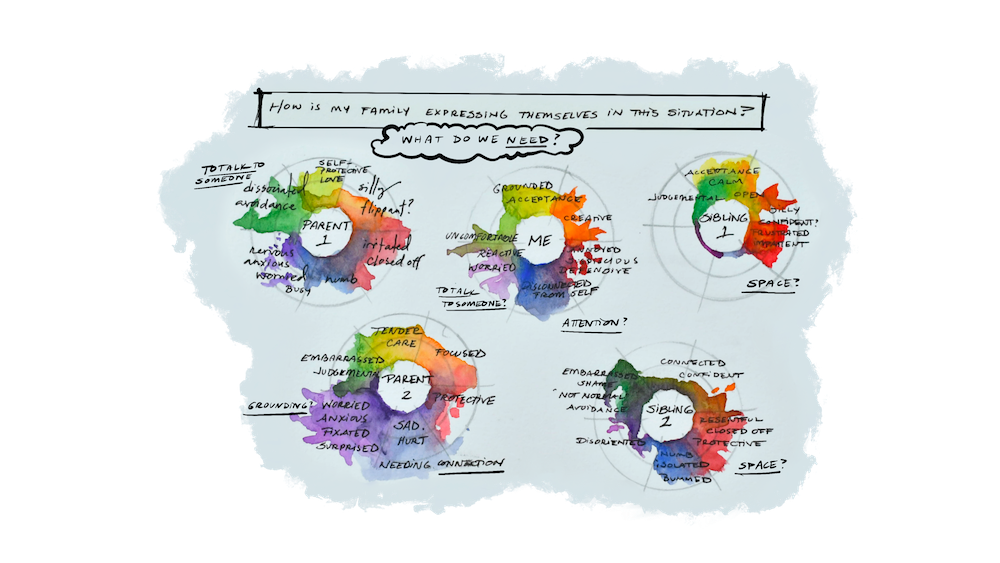 HOW IS MY FAMILY EXPRESSING THEMSELVES IN THIS SITUATION?
WHAT DO WE NEED?
TO TALK TO
SOMEONE
SELF-
PROTECTIVE
LOVE
silly
flippant?
dissociated
avoidance
PARENT
1
irritated
closed off
nervous
anxious
worried
BUSY
numb
GROUNDED
ACCEPTANCE
CREATIVE
ME
UNCOMFORTABLE
REACTIVE
WORRIED
ANNOYED
SUSPICIOUS
DEFENSIVE
DISCONNECTED
FROM SELF
TO TALK
TO SOMEONE?
ATTENTION?
ACCEPTANCE
CALM
JUDGEMENTAL
OPEN
SIBLING
1
SILLY
CONFIDENT?
FRUSTRATED
IMPATIENT
SPACE?
TENDER
CARE
FOCUSED
EMBARRASSED
JUDGEMENTAL
PARENT
2
PROTECTIVE
GROUNDING?
WORRIED
ANXIOUS
FIXATED
SURPRISED
SAD.
HURT
NEEDING CONNECTION
CONNECTED
CONFIDENT
EMBARRASSED
SHAME
"NOT NORMAL"
AVOIDANCE
SIBLING
2
RESENTFUL
CLOSED OFF
PROTECTIVE
DISORIENTED
NUMB
ISOLATED
BUMMED
SPACE?